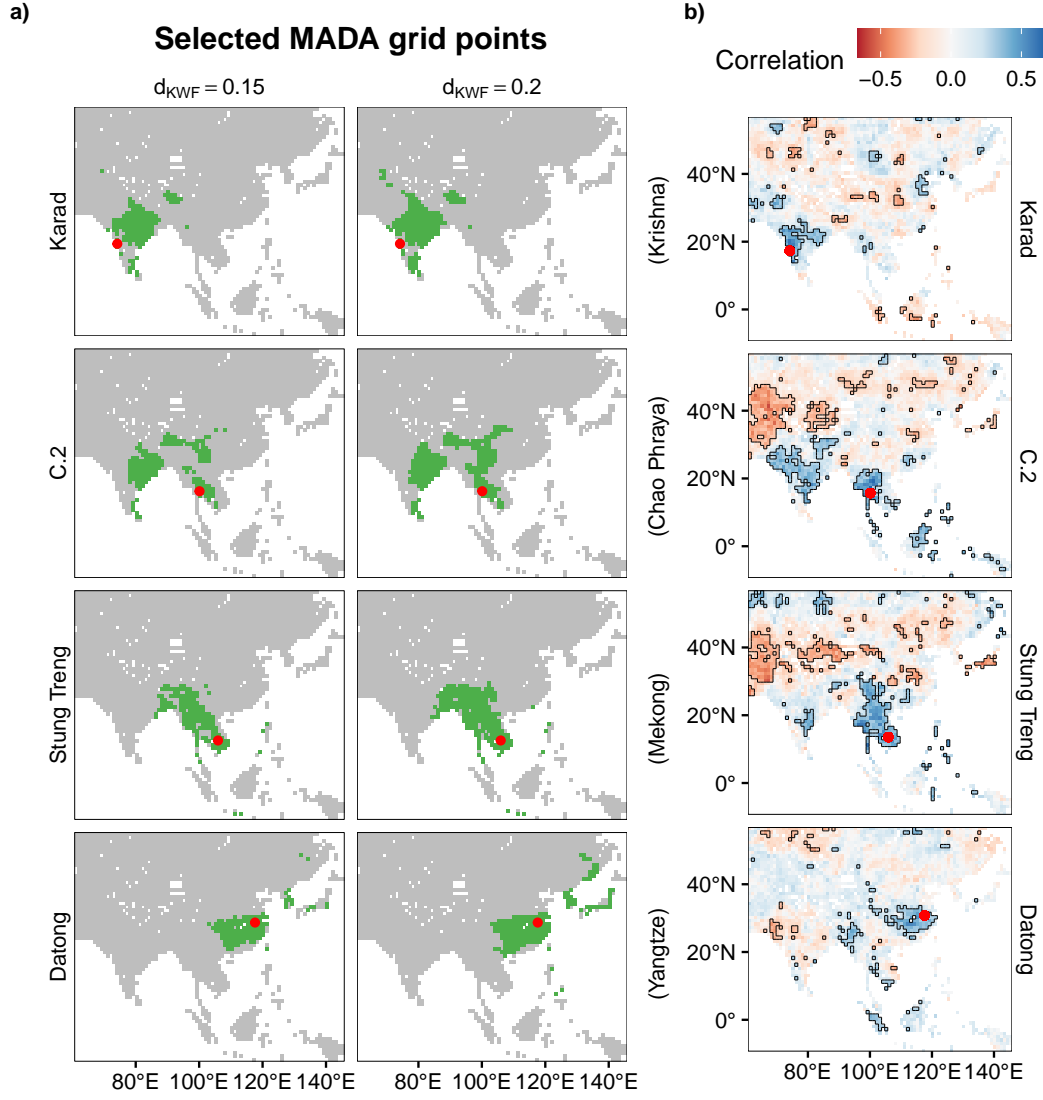 a)
Selected MADA grid points
d_KWF = 0.15
d_KWF = 0.2
Karad
C.2
Stung Treng
Datong
80°E 100°E 120°E 140°E
80°E 100°E 120°E 140°E
b)
Correlation
−0.5 0.0 0.5
(Krishna)
40°N
20°N
0°
Karad
(Chao Phraya)
40°N
20°N
0°
C.2
(Mekong)
40°N
20°N
0°
Stung Treng
(Yangtze)
40°N
20°N
0°
Datong
80°E 100°E 120°E 140°E